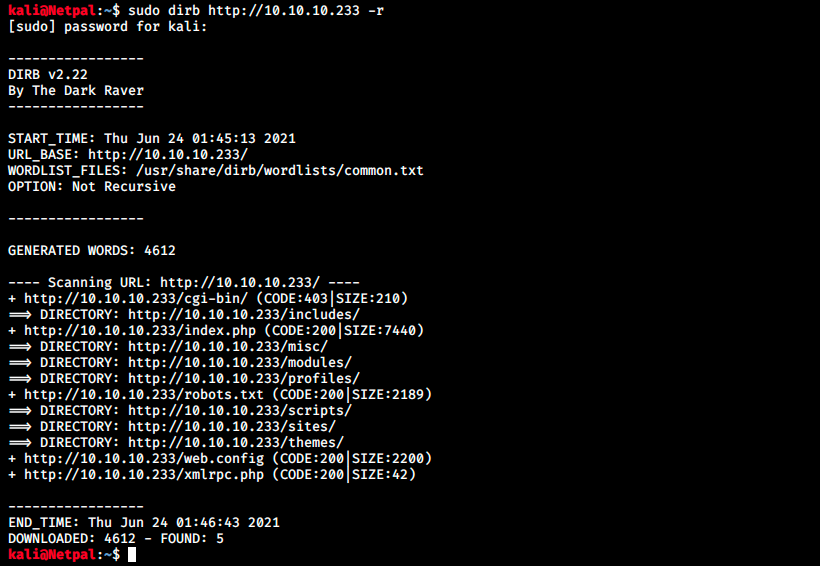 kali@Netpal:~$ sudo dirb http://10.10.10.233 -r
[sudo] password for kali:
-----------------
DIRB v2.22
By The Dark Raver
-----------------
START_TIME: Thu Jun 24 01:45:13 2021
URL_BASE: http://10.10.10.233/
WORDLIST_FILES: /usr/share/dirb/wordlists/common.txt
OPTION: Not Recursive
-----------------
GENERATED WORDS: 4612
---- Scanning URL: http://10.10.10.233/ ----
+ http://10.10.10.233/cgi-bin/ (CODE:403|SIZE:210)
==> DIRECTORY: http://10.10.10.233/includes/
+ http://10.10.10.233/index.php (CODE:200|SIZE:7440)
==> DIRECTORY: http://10.10.10.233/misc/
==> DIRECTORY: http://10.10.10.233/modules/
==> DIRECTORY: http://10.10.10.233/profiles/
+ http://10.10.10.233/robots.txt (CODE:200|SIZE:2189)
==> DIRECTORY: http://10.10.10.233/scripts/
==> DIRECTORY: http://10.10.10.233/sites/
==> DIRECTORY: http://10.10.10.233/themes/
+ http://10.10.10.233/web.config (CODE:200|SIZE:2200)
+ http://10.10.10.233/xmlrpc.php (CODE:200|SIZE:42)
-----------------
END_TIME: Thu Jun 24 01:46:43 2021
DOWNLOADED: 4612 - FOUND: 5
kali@Netpal:~$